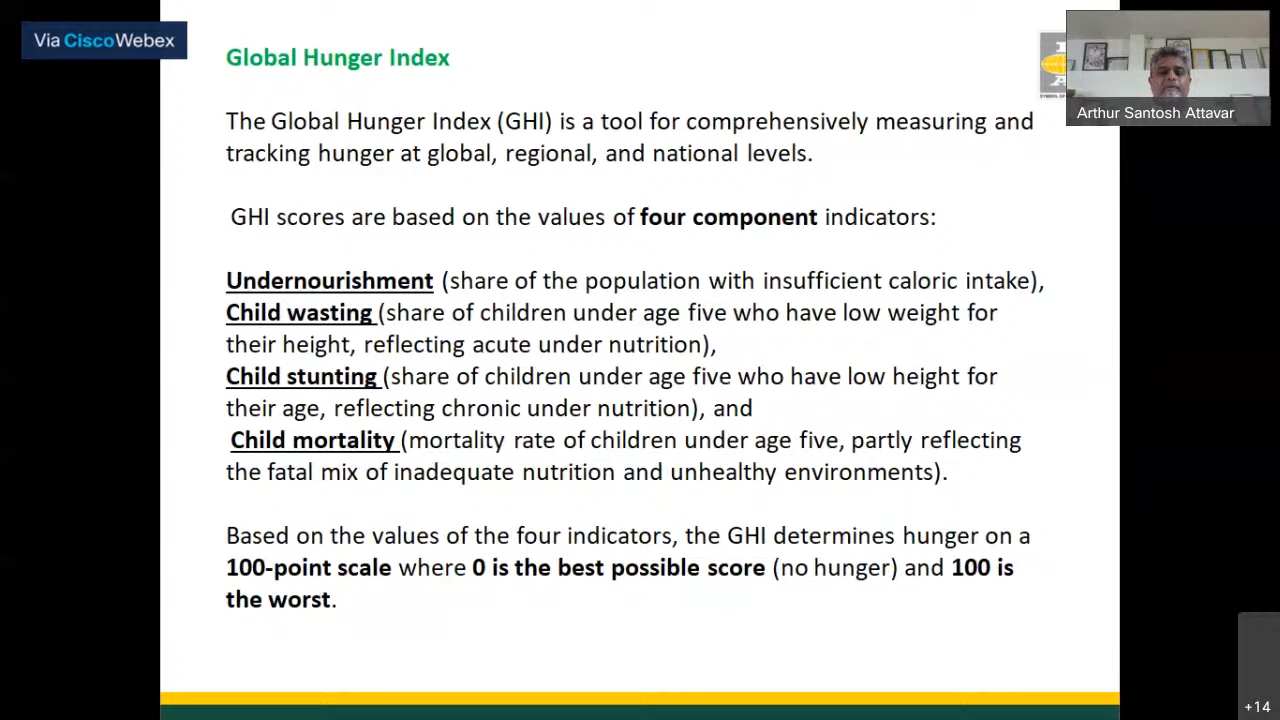 Via CiscoWebex
Global Hunger Index
Arthur Santosh Attavar
The Global Hunger Index (GHI) is a tool for comprehensively measuring and
tracking hunger at global, regional, and national levels.
GHI scores are based on the values of four component indicators:
Undernourishment (share of the population with insufficient caloric intake),
Child wasting (share of children under age five who have low weight for
their height, reflecting acute under nutrition),
Child stunting (share of children under age five who have low height for
their age, reflecting chronic under nutrition), and
Child mortality (mortality rate of children under age five, partly reflecting
the fatal mix of inadequate nutrition and unhealthy environments).
Based on the values of the four indicators, the GHI determines hunger on a
100-point scale where 0 is the best possible score (no hunger) and 100 is
the worst.
+14